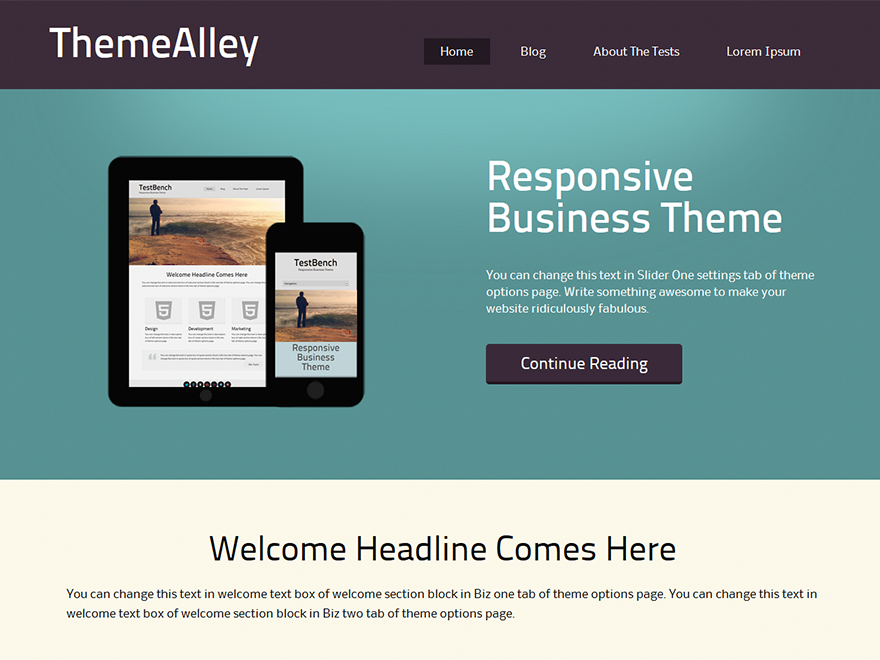 ThemeAlley
Home Blog About The Tests Lorem Ipsum
TestBench
Welcome Headline Comes Here
Design Development Marketing
TestBench
Responsive Business Theme
Responsive
Business
Theme
Responsive
Business Theme
You can change this text in Slider One settings tab of theme
options page. Write something awesome to make your
website ridiculously fabulous.
Continue Reading
Welcome Headline Comes Here
You can change this text in welcome text box of welcome section block in Biz one tab of theme options page. You can change this text in
welcome text box of welcome section block in Biz two tab of theme options page.